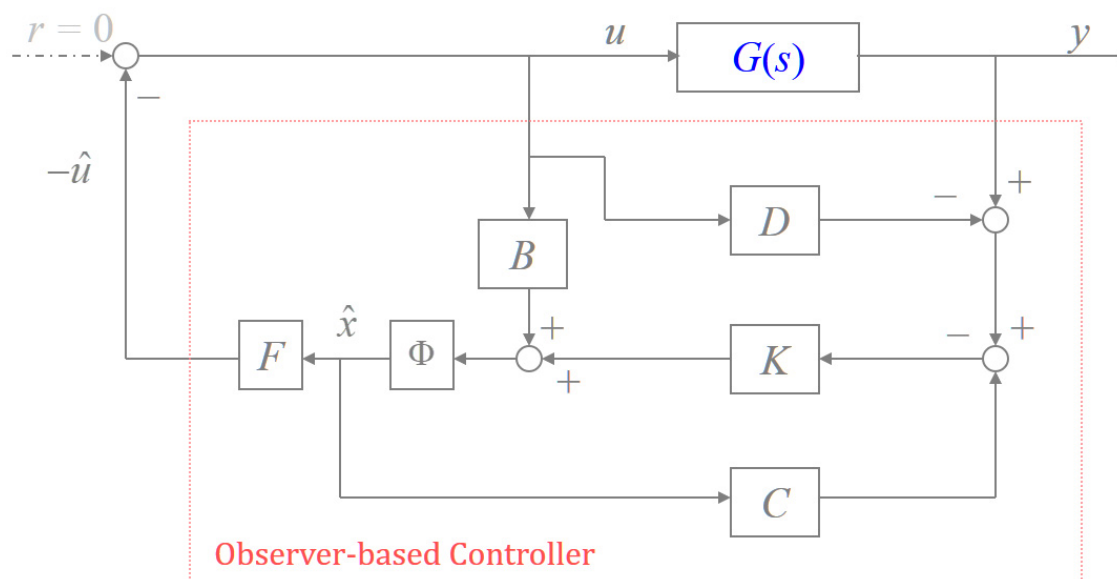 r = 0
u
G(s)
y
−
−û
−
+
D
B
x̂
+
−
+
F
Φ
+
K
C
Observer-based Controller